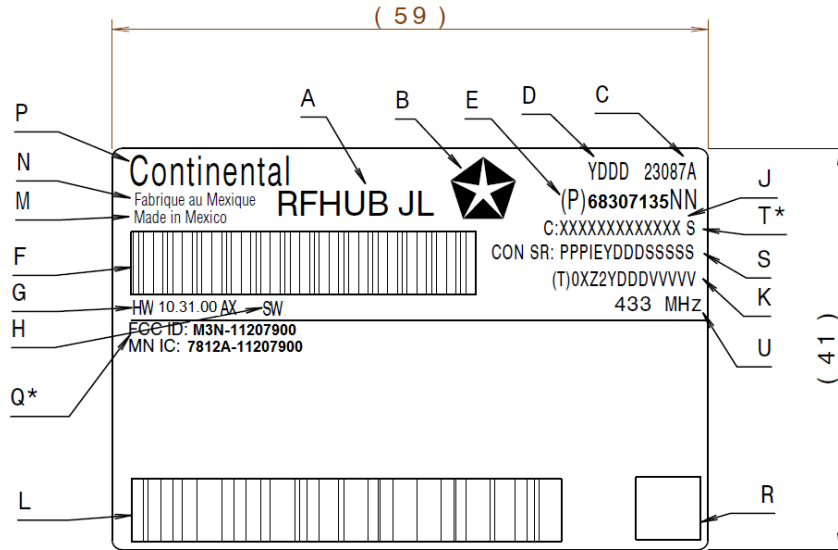 ( 59 )
P
A
B
E
D
C
N
M
J
T*
F
S
G
K
H
U
Q*
L
R
( 41 )
Continental
Fabrique au Mexique
Made in Mexico
RFHUB JL
YDDD 23087A
(P)68307135NN
C:XXXXXXXXXXXXX S
CON SR: PPPIEYDDDSSSSS
(T)0XZ2YDDDVVVVV
433 MHz
HW 10.31.00 AX SW
FCC ID: M3N-11207900
MN IC: 7812A-11207900